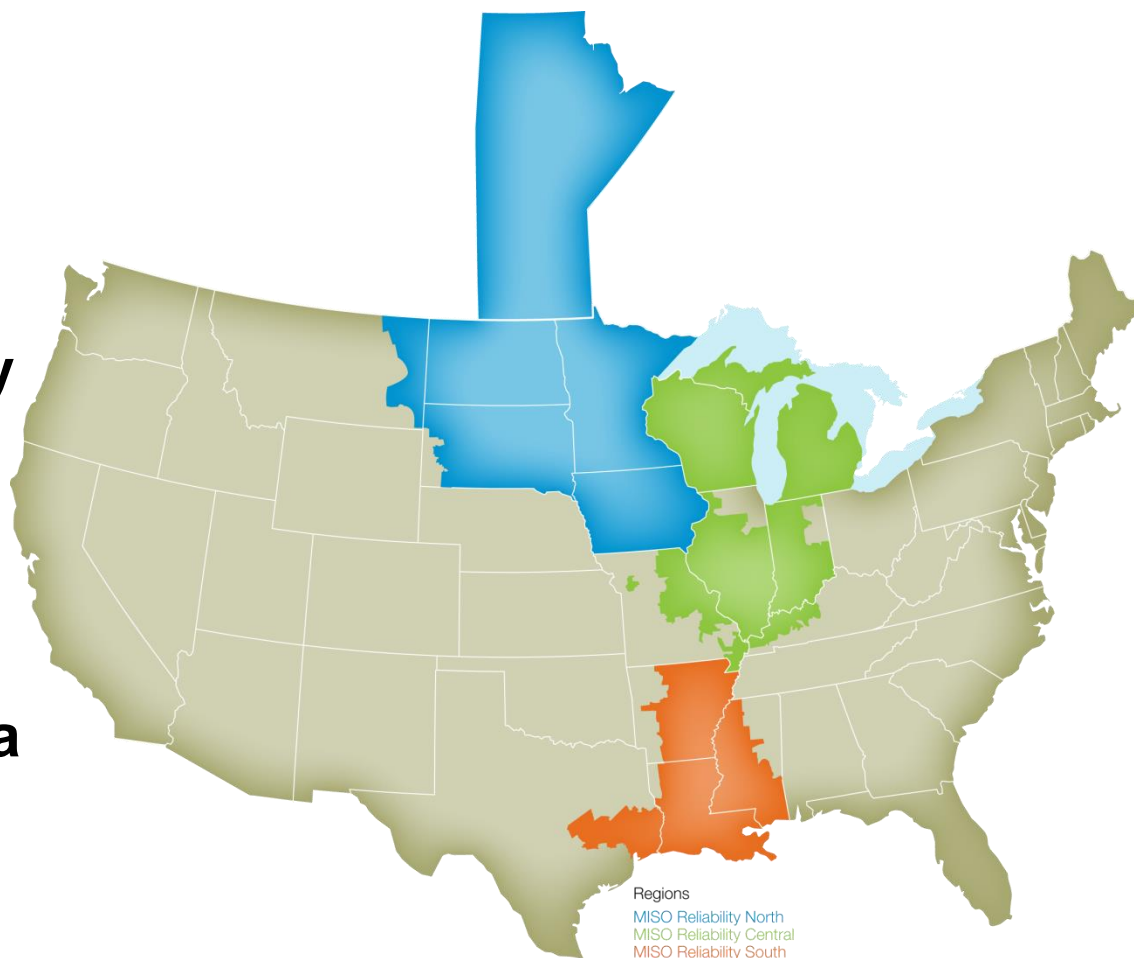 y
a
Regions
MISO Reliability North
MISO Reliability Central
MISO Reliability South